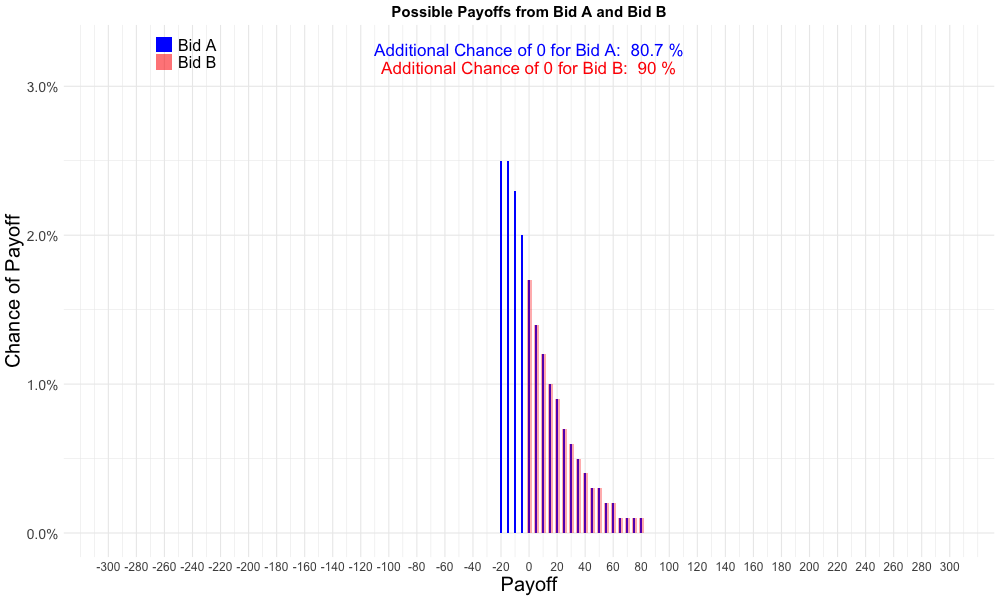 Possible Payoffs from Bid A and Bid B
Bid A
Bid B
Additional Chance of 0 for Bid A:  80.7 %
Additional Chance of 0 for Bid B:  90 %
Chance of Payoff
3.0%
2.0%
1.0%
0.0%
-300 -280 -260 -240 -220 -200 -180 -160 -140 -120 -100 -80 -60 -40 -20 0 20 40 60 80 100 120 140 160 180 200 220 240 260 280 300
Payoff